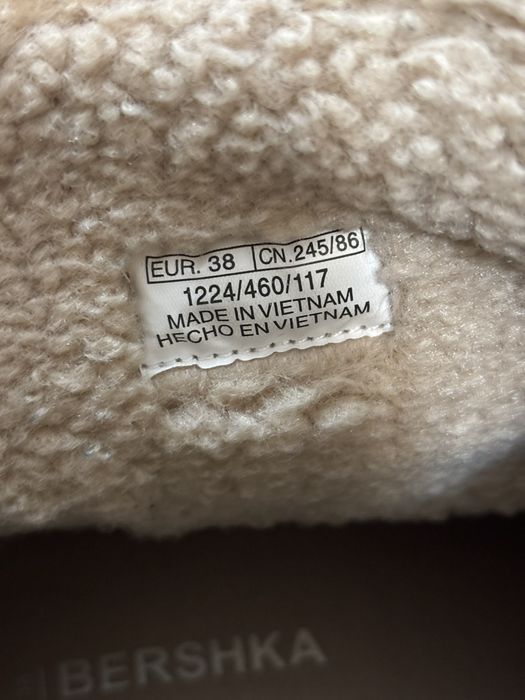 EUR. 38 CN.245/86
1224/460/117
MADE IN VIETNAM
HECHO EN VIETNAM
BERSHKA